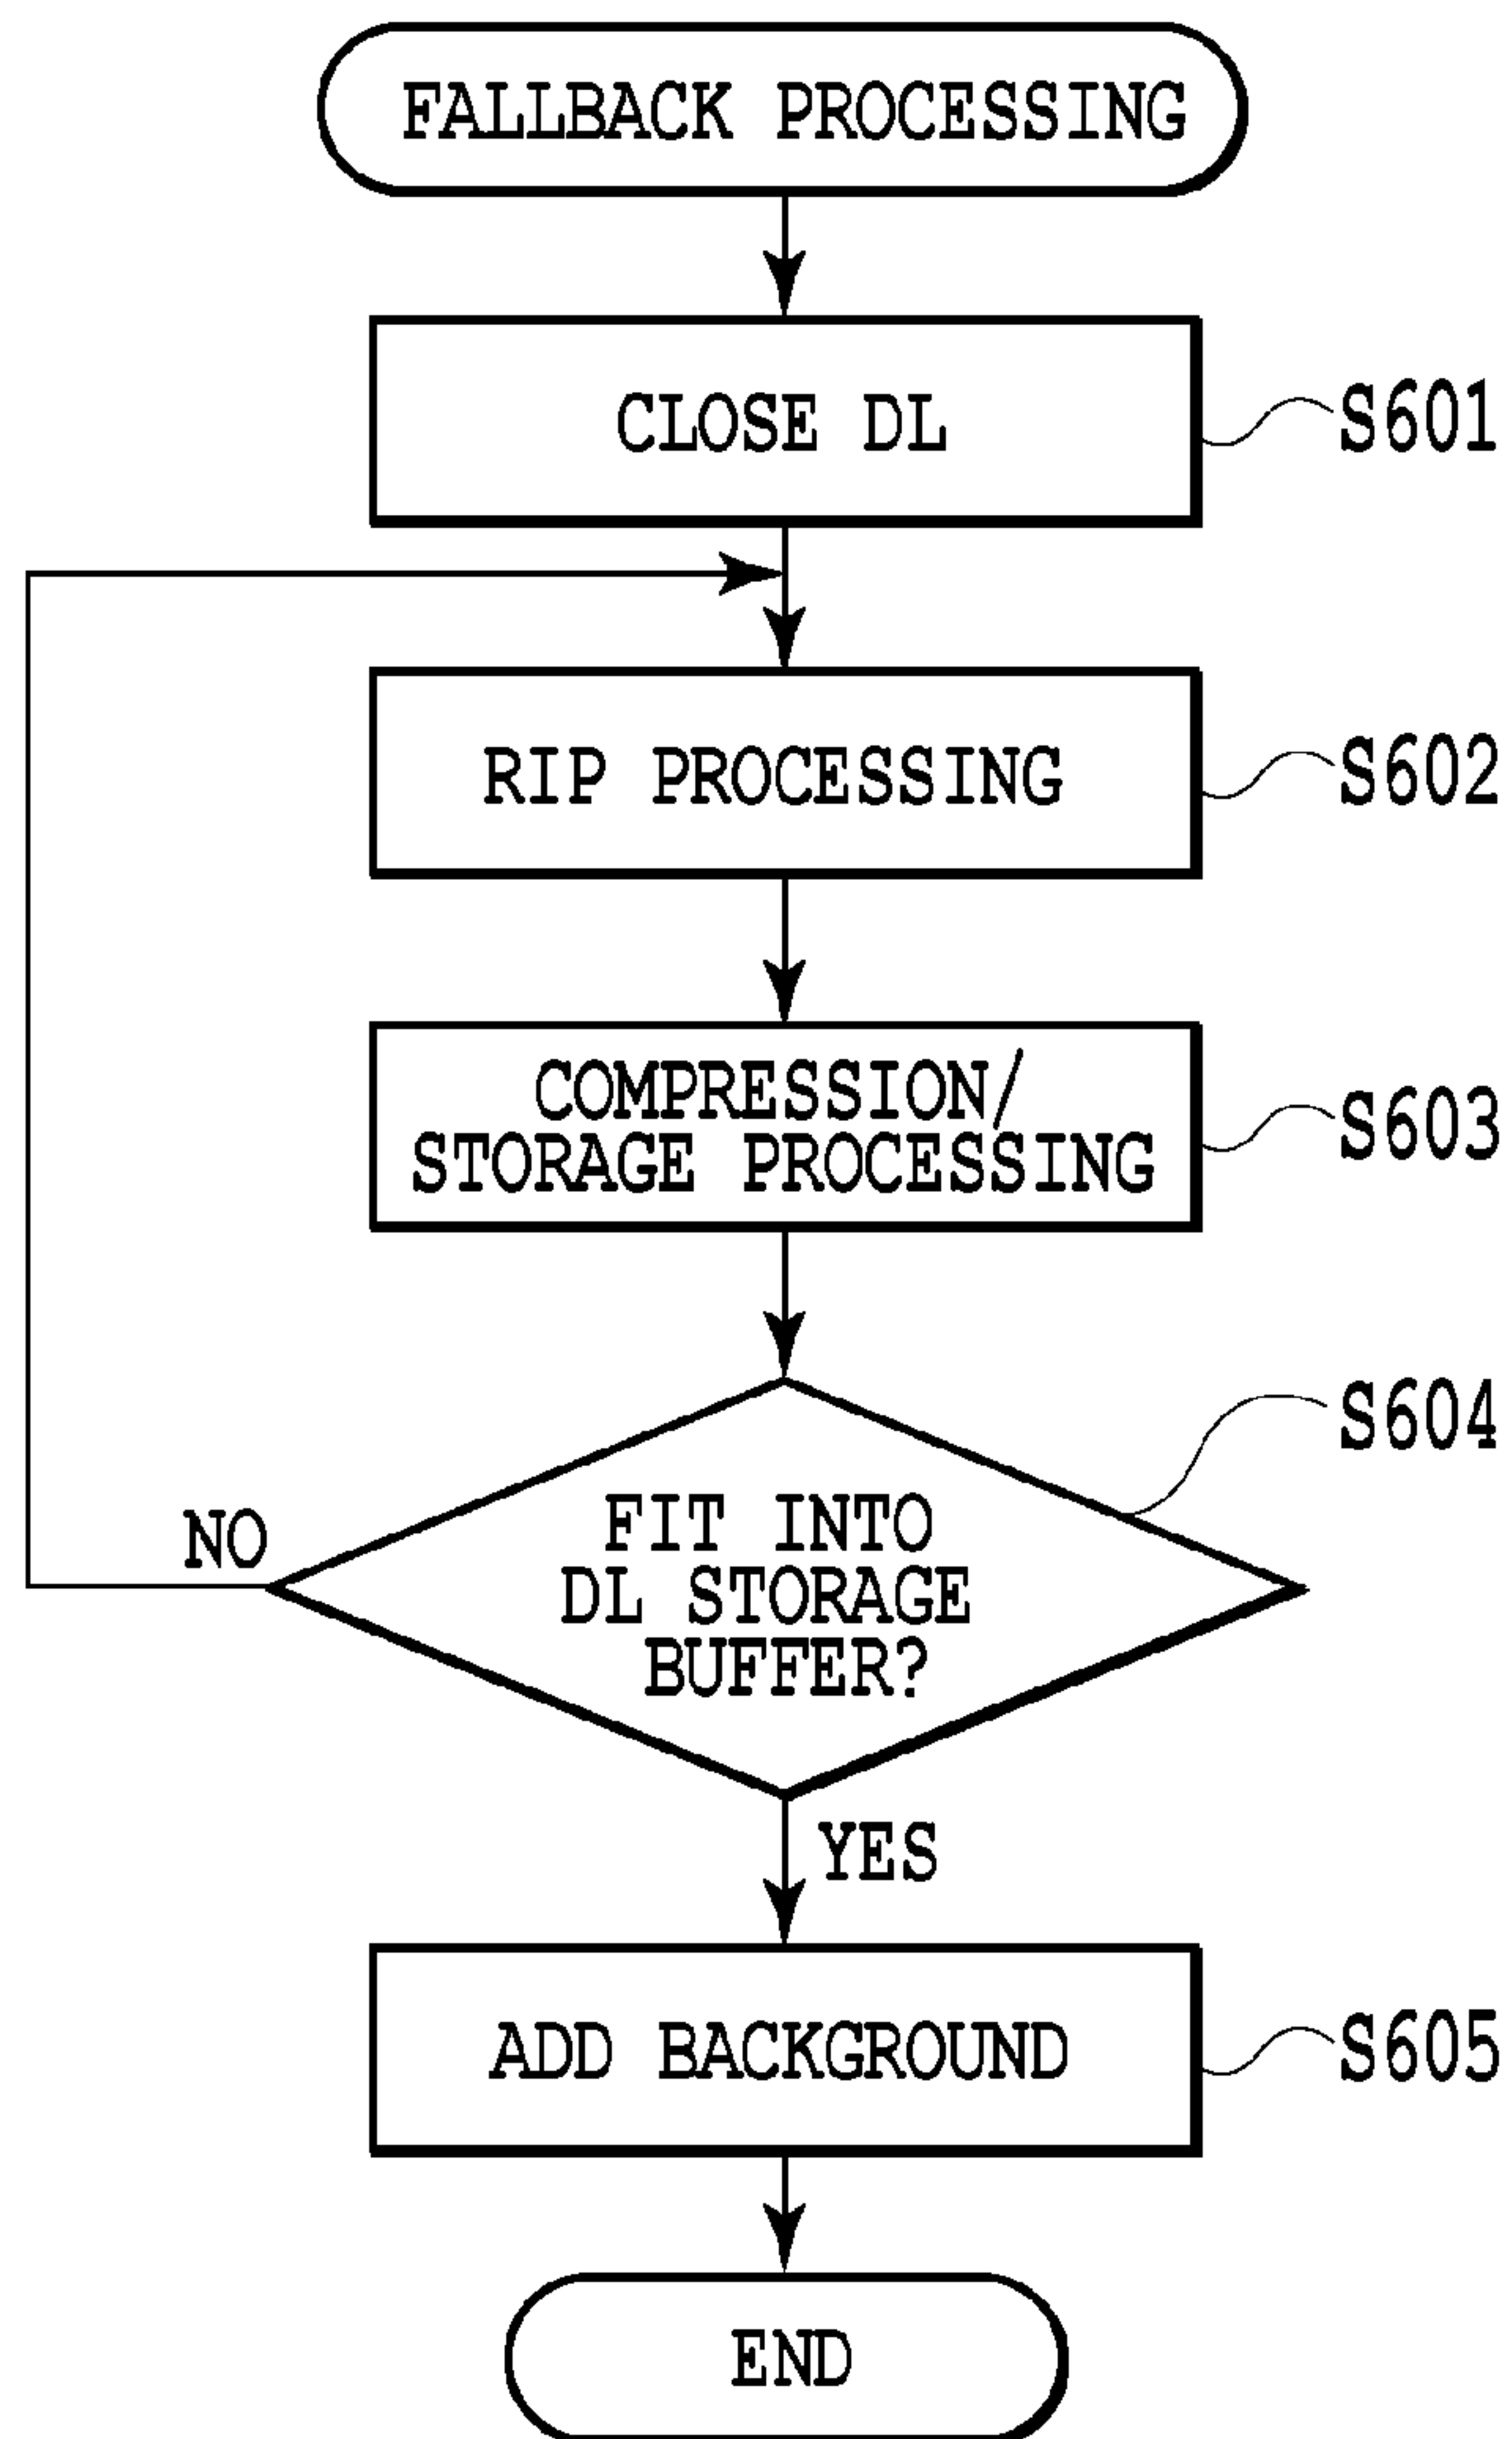 FALLBACK PROCESSING
CLOSE DL
S601
RIP PROCESSING
S602
COMPRESSION/
STORAGE PROCESSING
S603
S604
NO
FIT INTO
DL STORAGE
BUFFER?
YES
ADD BACKGROUND
S605
END